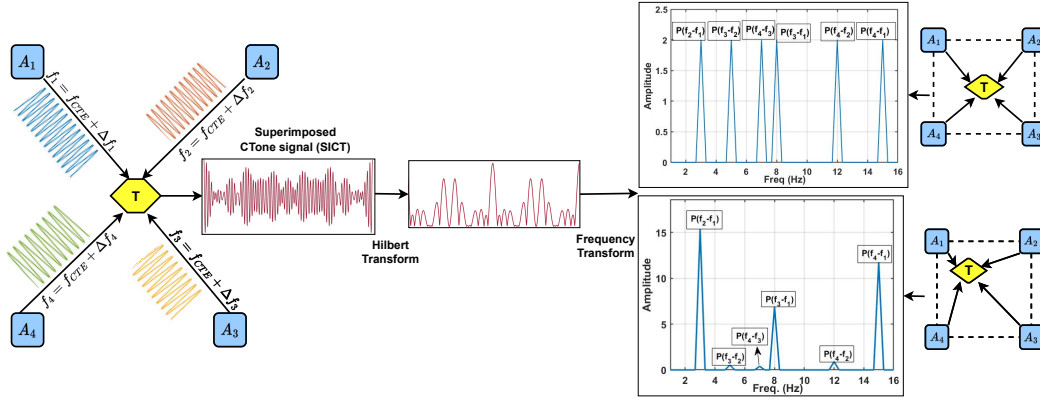 A₁
A₂
f₁ = f_CTE + Δf₁
f₂ = f_CTE + Δf₂
T
Superimposed
CTone signal (SICT)
f₄ = f_CTE + Δf₄
f₃ = f_CTE + Δf₃
A₄
A₃
Hilbert
Transform
Frequency
Transform
2.5
2
1.5
1
0.5
0
Amplitude
P(f₂-f₁)
P(f₃-f₂)
P(f₄-f₃)
P(f₃-f₁)
P(f₄-f₂)
P(f₄-f₁)
2 4 6 8 10 12 14 16
Freq (Hz)
A₁
A₂
T
A₄
A₃
15
10
5
0
Amplitude
P(f₂-f₁)
P(f₃-f₂)
P(f₄-f₃)
P(f₃-f₁)
P(f₄-f₂)
P(f₄-f₁)
2 4 6 8 10 12 14 16
Freq. (Hz)
A₁
A₂
T
A₄
A₃